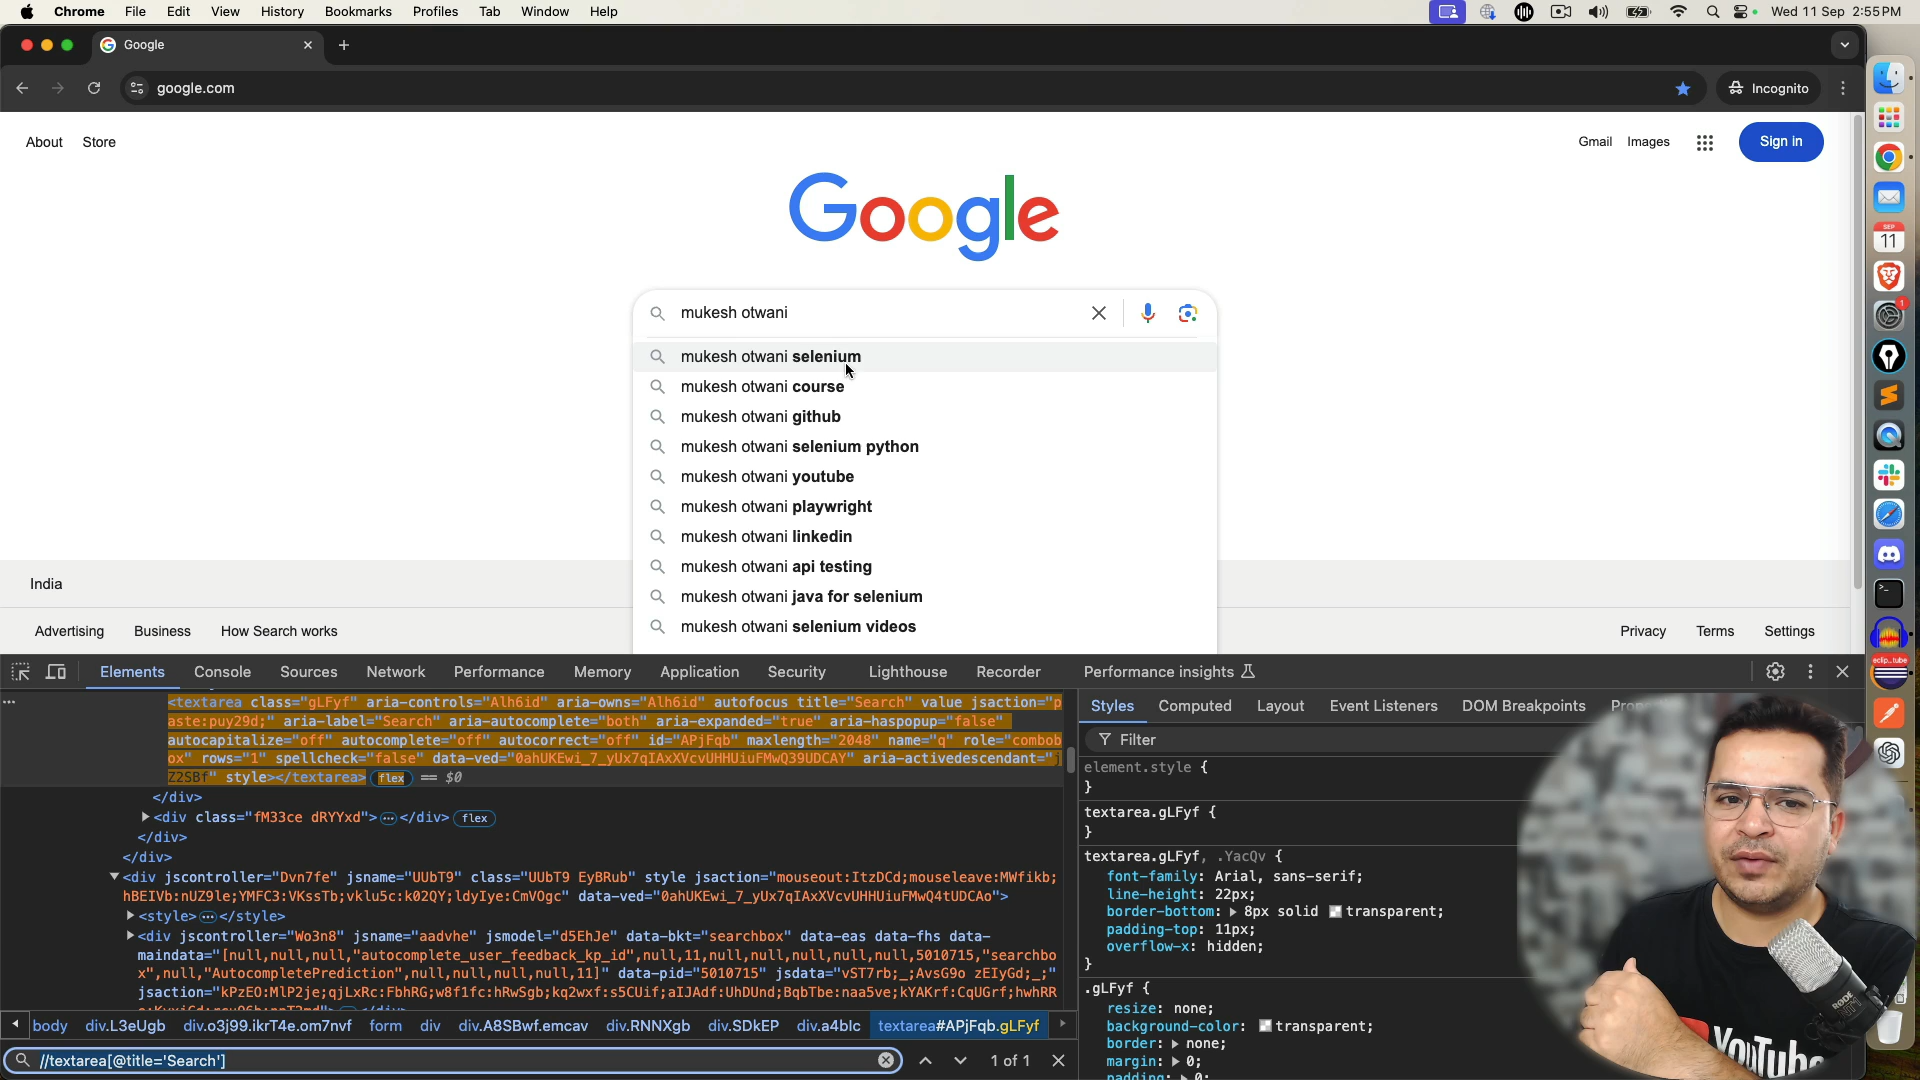 Chrome File Edit View History Bookmarks Profiles Tab Window Help Wed 11 Sep 2:55 PM
Google
google.com Incognito
About Store Gmail Images Sign in
Google
mukesh otwani
mukesh otwani selenium
mukesh otwani course
mukesh otwani github
mukesh otwani selenium python
mukesh otwani youtube
mukesh otwani playwright
mukesh otwani linkedin
mukesh otwani api testing
mukesh otwani java for selenium
mukesh otwani selenium videos
India
Advertising Business How Search works Privacy Terms Settings
Elements Console Sources Network Performance Memory Application Security Lighthouse Recorder Performance insights
<textarea class="gLFyf" aria-controls="Alh6id" aria-owns="Alh6id" autofocus title="Search" value jsaction="p
aste:puy29d;" aria-label="Search" aria-autocomplete="both" aria-expanded="true" aria-haspopup="false"
autocapitalize="off" autocomplete="off" autocorrect="off" id="APjFqb" maxlength="2048" name="q" role="combob
ox" rows="1" spellcheck="false" data-ved="0ahUKEwi_7_yUx7qIAxXVcvUHHUiuFMwQ39UDCAY" aria-activedescendant="j
Z2SBf" style></textarea> flex == $0
</div>
<div class="fM33ce dRYYxd">…</div> flex
</div>
</div>
<div jscontroller="Dvn7fe" jsname="UUbT9" class="UUbT9 EyBRub" style jsaction="mouseout:ItzDCd;mouseleave:MWfikb;
hBEIVb:nUZ9le;YMFC3:VKssTb;vklu5c:k02QY;ldyIye:CmVOgc" data-ved="0ahUKEwi_7_yUx7qIAxXVcvUHHUiuFMwQ4tUDCAo">
<style>…</style>
<div jscontroller="Wo3n8" jsname="aadvhe" jsmodel="d5EhJe" data-bkt="searchbox" data-eas data-fhs data-
maindata="[null,null,null,"autocomplete_user_feedback_kp_id",null,11,null,null,null,null,null,5010715,"searchbo
x",null,"AutocompletePrediction",null,null,null,null,11]" data-pid="5010715" jsdata="vST7rb;_;AvsG9o zEIyGd;_;"
jsaction="kPzEO:MlP2je;qjLxRc:FbhRG;w8f1fc:hRwSgb;kq2wxf:s5CUif;aIJAdf:UhDUnd;BqbTbe:naa5ve;kYAKrf:CqUGrf;hwhRR
body div.L3eUgb div.o3j99.ikrT4e.om7nvf form div div.A8SBwf.emcav div.RNNXgb div.SDkEP div.a4bIc textarea#APjFqb.gLFyf
//textarea[@title='Search'] 1 of 1
Styles Computed Layout Event Listeners DOM Breakpoints
Filter
element.style {
}
textarea.gLFyf {
}
textarea.gLFyf, .YacQv {
font-family: Arial, sans-serif;
line-height: 22px;
border-bottom: 8px solid transparent;
padding-top: 11px;
overflow-x: hidden;
}
.gLFyf {
resize: none;
background-color: transparent;
border: none;
margin: 0;
padding: 0;
SEP
11
1
eclip..tube
RODE
YouTube